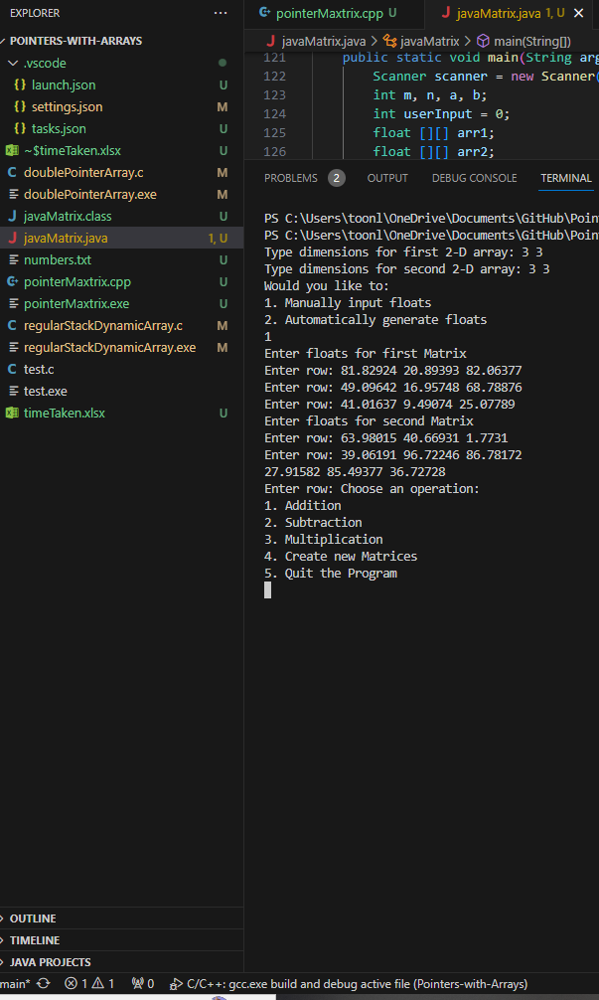 EXPLORER ···
POINTERS-WITH-ARRAYS
.vscode
{} launch.json U
{} settings.json M
{} tasks.json U
~$timeTaken.xlsx U
C doublePointerArray.c M
doublePointerArray.exe M
J javaMatrix.class U
J javaMatrix.java 1, U
numbers.txt U
pointerMaxtrix.cpp U
pointerMaxtrix.exe U
C regularStackDynamicArray.c M
regularStackDynamicArray.exe M
C test.c
test.exe
timeTaken.xlsx U
OUTLINE
TIMELINE
JAVA PROJECTS
pointerMaxtrix.cpp U J javaMatrix.java 1, U
J javaMatrix.java > javaMatrix > main(String[])
121 public static void main(String arg
122 Scanner scanner = new Scanner(
123 int m, n, a, b;
124 int userInput = 0;
125 float [][] arr1;
126 float [][] arr2;
PROBLEMS 2 OUTPUT DEBUG CONSOLE TERMINAL
PS C:\Users\toonl\OneDrive\Documents\GitHub\Poin
PS C:\Users\toonl\OneDrive\Documents\GitHub\Poin
Type dimensions for first 2-D array: 3 3
Type dimensions for second 2-D array: 3 3
Would you like to:
1. Manually input floats
2. Automatically generate floats
1
Enter floats for first Matrix
Enter row: 81.82924 20.89393 82.06377
Enter row: 49.09642 16.95748 68.78876
Enter row: 41.01637 9.49074 25.07789
Enter floats for second Matrix
Enter row: 63.98015 40.66931 1.7731
Enter row: 39.06191 96.72246 86.78172
27.91582 85.49377 36.72728
Enter row: Choose an operation:
1. Addition
2. Subtraction
3. Multiplication
4. Create new Matrices
5. Quit the Program
main* 1 1 0 C/C++: gcc.exe build and debug active file (Pointers-with-Arrays)